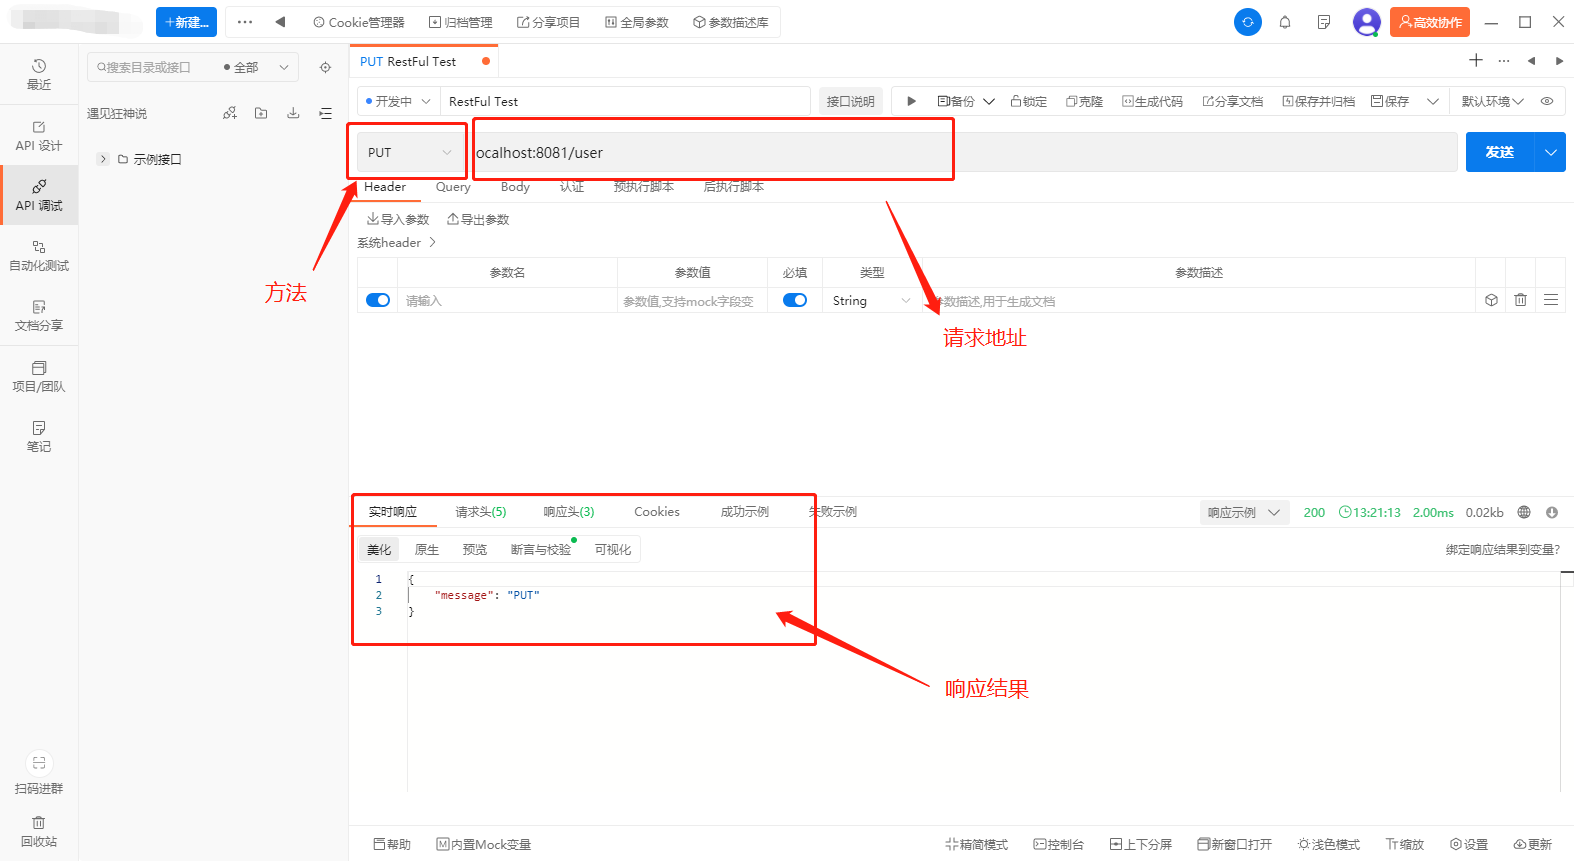 +新建... Cookie管理器 归档管理 分享项目 全局参数 参数描述库 高效协作
最近
API 设计
API 调试
自动化测试
文档分享
项目/团队
笔记
扫码进群
回收站
搜索目录或接口 全部
遇见狂神说
示例接口
PUT RestFul Test
开发中 RestFul Test 接口说明 备份 锁定 克隆 生成代码 分享文档 保存并归档 保存 默认环境
PUT ocalhost:8081/user 发送
Header Query Body 认证 预执行脚本 后执行脚本
导入参数 导出参数
系统header
参数名 参数值 必填 类型 参数描述
请输入 参数值,支持mock字段变 String 参数描述,用于生成文档
方法
请求地址
实时响应 请求头(5) 响应头(3) Cookies 成功示例 失败示例 响应示例 200 13:21:13 2.00ms 0.02kb
美化 原生 预览 断言与校验 可视化 绑定响应结果到变量?
1 {
2 "message": "PUT"
3 }
响应结果
帮助 内置Mock变量 精简模式 控制台 上下分屏 新窗口打开 浅色模式 缩放 设置 更新